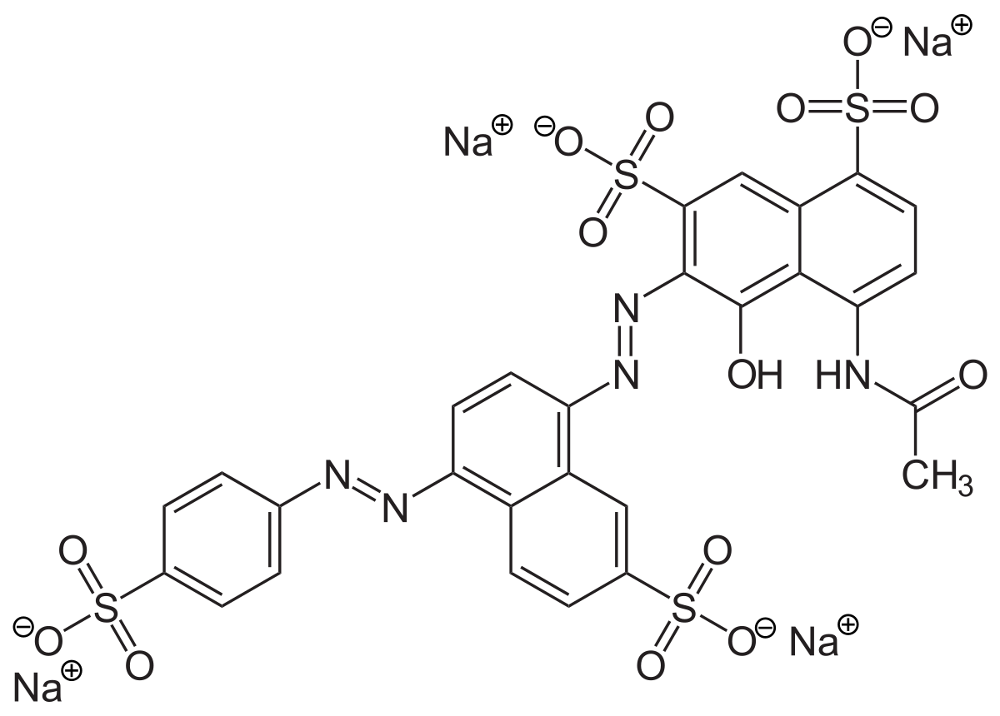 O⊖ Na⊕
O=S=O
Na⊕ ⊖O S O
O
N
N OH HN O
CH₃
N
N
O O
S S
⊖O O⊖ Na⊕
O O
Na⊕